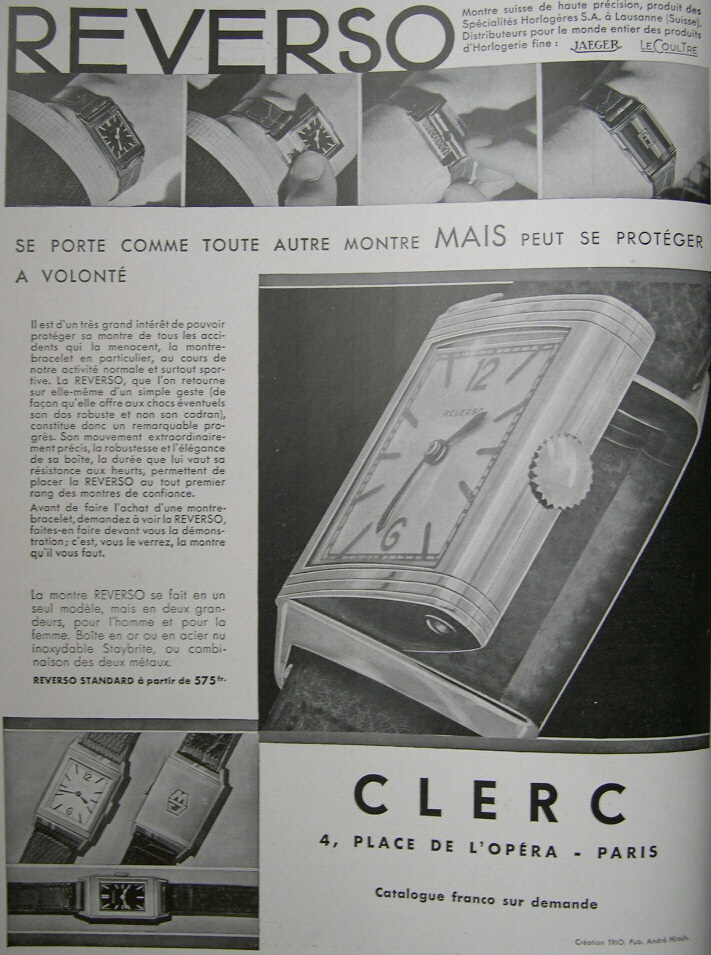 REVERSO
Montre suisse de haute précision, produit des
Spécialités Horlogères S.A. à Lausanne (Suisse).
Distributeurs pour le monde entier des produits
d'Horlogerie fine : JAEGER LECOULTRE
SE PORTE COMME TOUTE AUTRE MONTRE MAIS PEUT SE PROTÉGER
A VOLONTÉ
Il est d'un très grand intérêt de pouvoir
protéger sa montre de tous les acci-
dents qui la menacent, la montre-
bracelet en particulier, au cours de
notre activité normale et surtout spor-
tive. La REVERSO, que l'on retourne
sur elle-même d'un simple geste (de
façon qu'elle offre aux chocs éventuels
son dos robuste et non son cadran),
constitue donc un remarquable pro-
grès. Son mouvement extraordinaire-
ment précis, la robustesse et l'élégance
de sa boîte, la durée que lui vaut sa
résistance aux heurts, permettent de
placer la REVERSO au tout premier
rang des montres de confiance.
Avant de faire l'achat d'une montre-
bracelet, demandez à voir la REVERSO,
faites-en faire devant vous la démons-
tration ; c'est, vous le verrez, la montre
qu'il vous faut.
La montre REVERSO se fait en un
seul modèle, mais en deux gran-
deurs, pour l'homme et pour la
femme. Boîte en or ou en acier nu
inoxydable Staybrite, ou combi-
naison des deux métaux.
REVERSO STANDARD à partir de 575 fr.
12
REVERSO
6
12
6
CLERC
4, PLACE DE L'OPÉRA - PARIS
Catalogue franco sur demande
Création TRIO. Pub. André Hirsch.